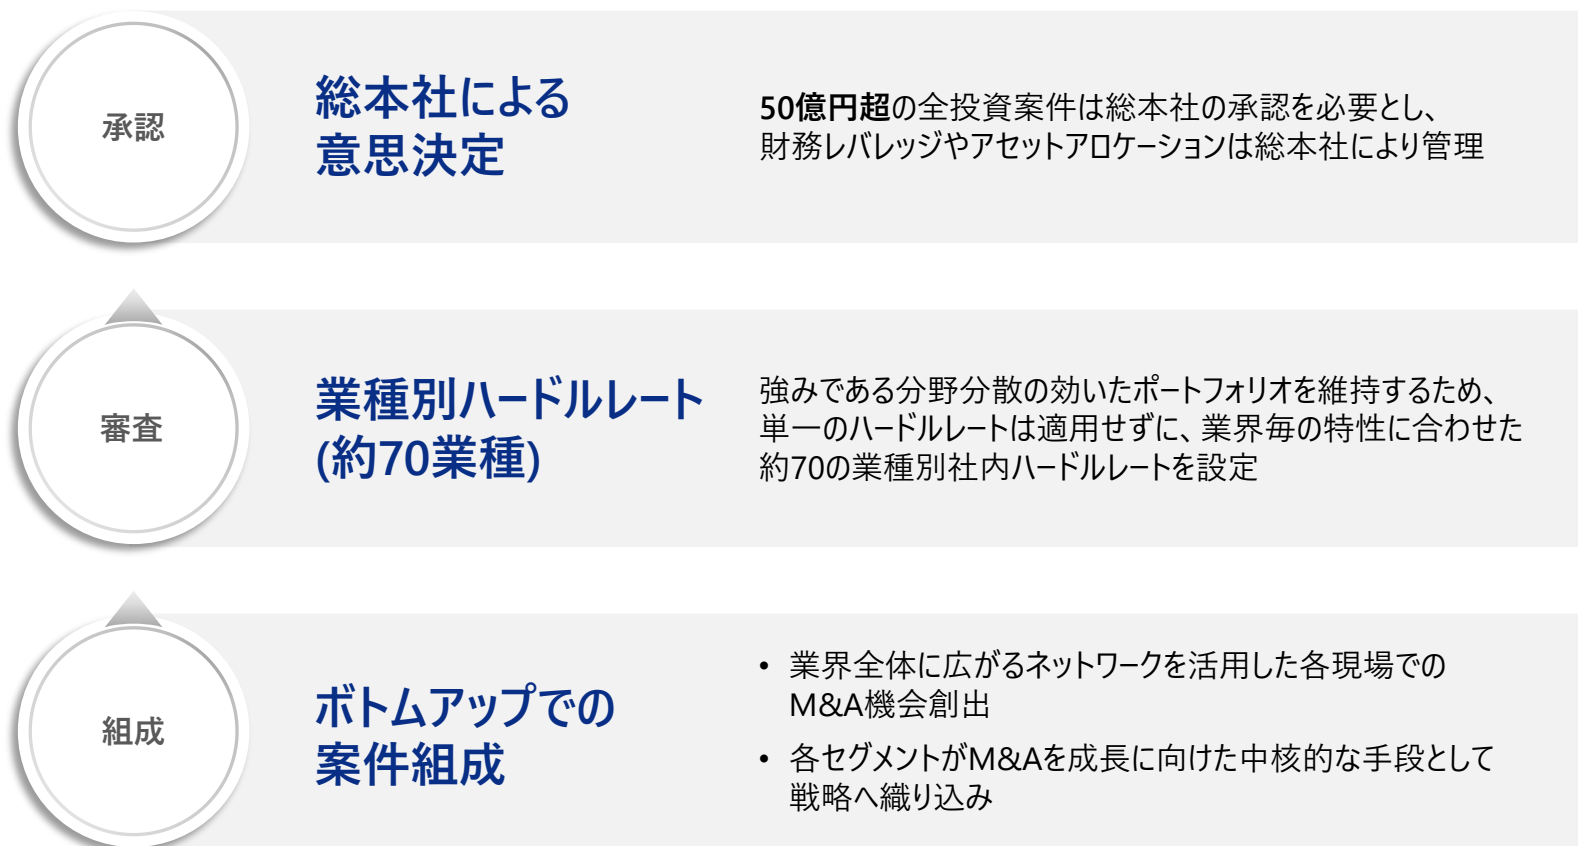 承認
総本社による
意思決定
50億円超の全投資案件は総本社の承認を必要とし、
財務レバレッジやアセットアロケーションは総本社により管理
審査
業種別ハードルレート
(約70業種)
強みである分野分散の効いたポートフォリオを維持するため、
単一のハードルレートは適用せずに、業界毎の特性に合わせた
約70の業種別社内ハードルレートを設定
組成
ボトムアップでの
案件組成
• 業界全体に広がるネットワークを活用した各現場での
M&A機会創出
• 各セグメントがM&Aを成長に向けた中核的な手段として
戦略へ織り込み